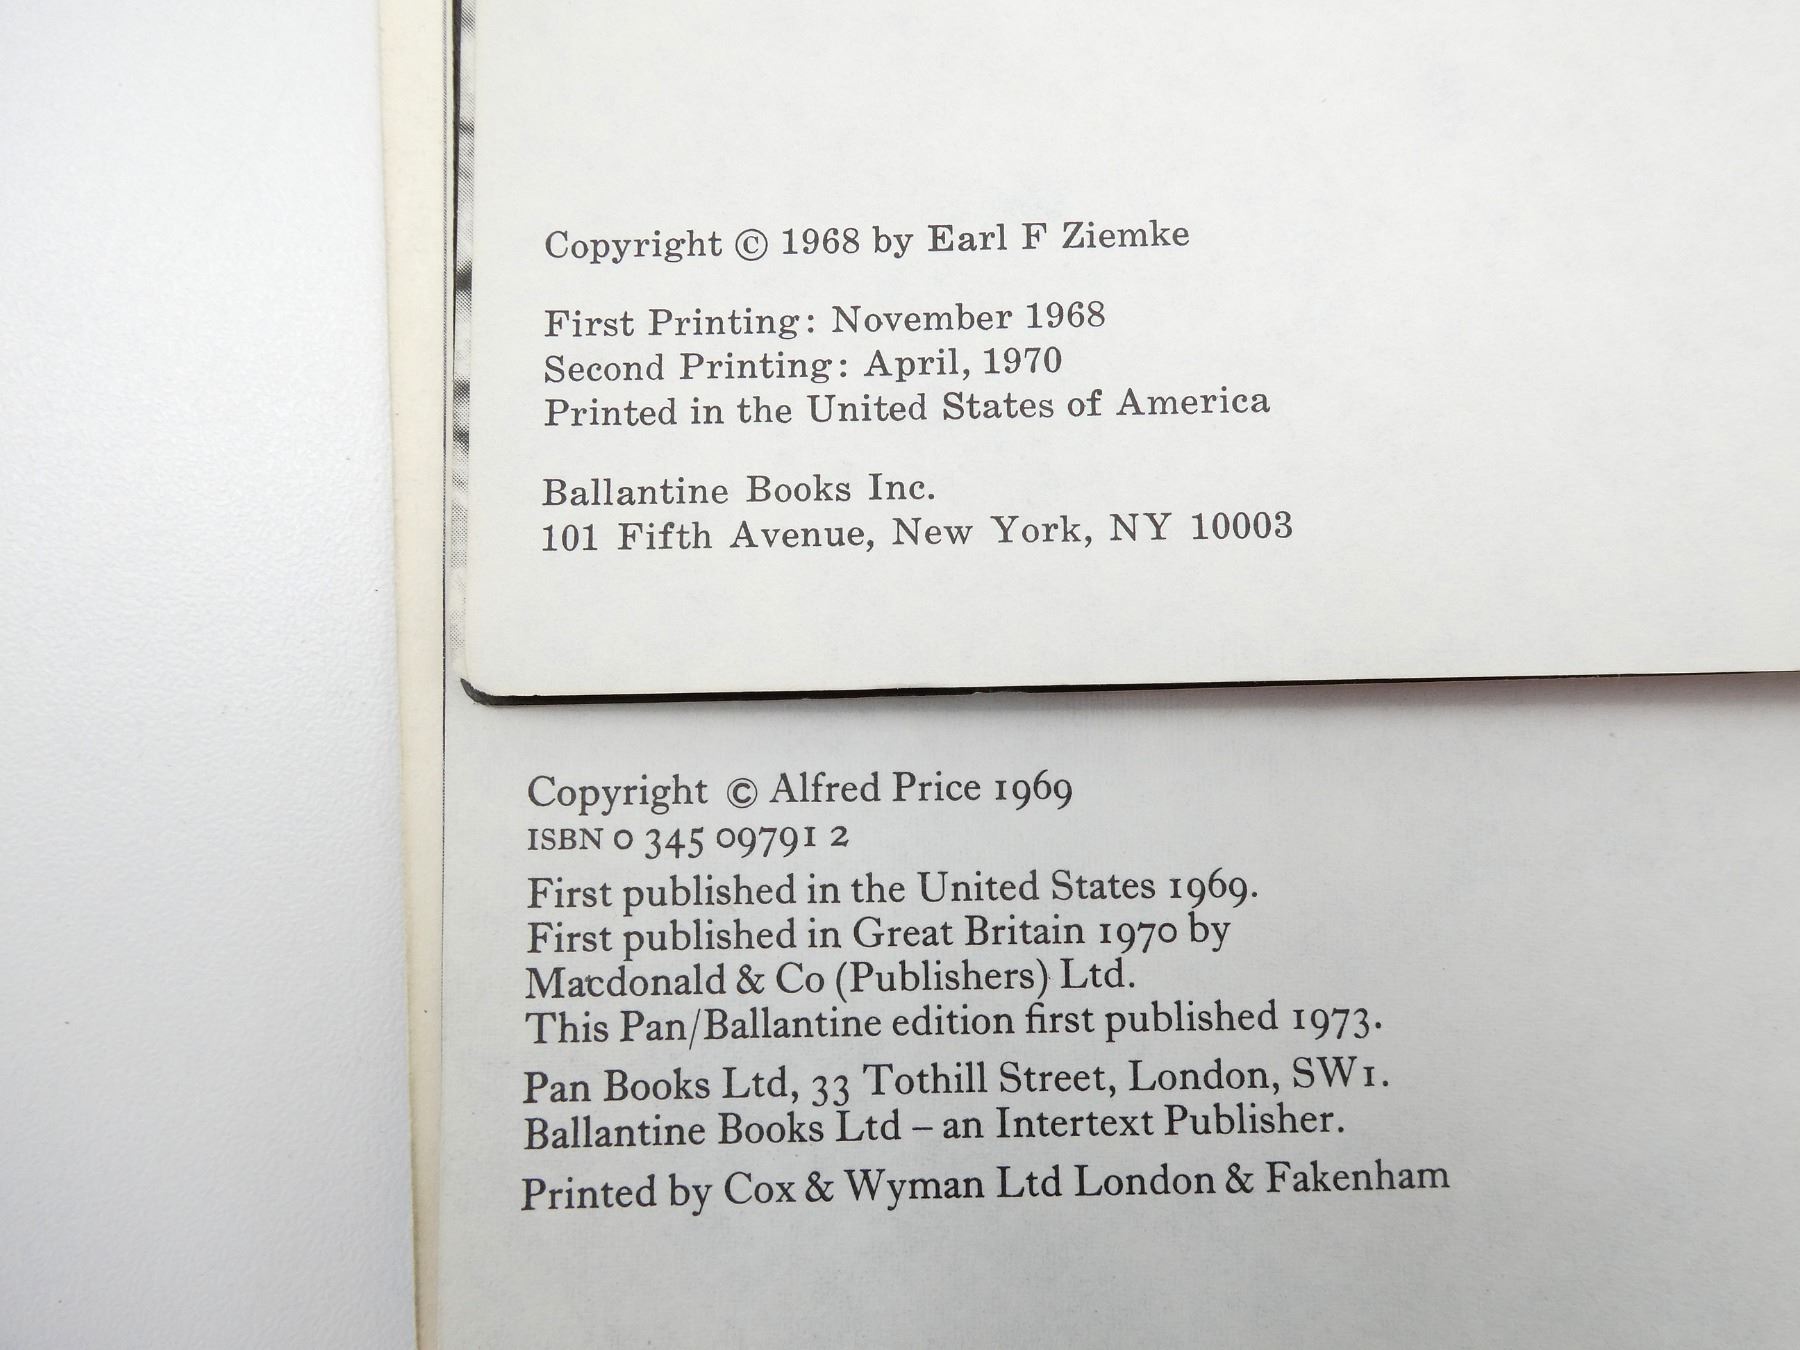 Copyright © 1968 by Earl F Ziemke
First Printing: November 1968
Second Printing: April, 1970
Printed in the United States of America
Ballantine Books Inc.
101 Fifth Avenue, New York, NY 10003
Copyright © Alfred Price 1969
ISBN 0 345 09791 2
First published in the United States 1969.
First published in Great Britain 1970 by
Macdonald & Co (Publishers) Ltd.
This Pan/Ballantine edition first published 1973.
Pan Books Ltd, 33 Tothill Street, London, SW1.
Ballantine Books Ltd – an Intertext Publisher.
Printed by Cox & Wyman Ltd London & Fakenham